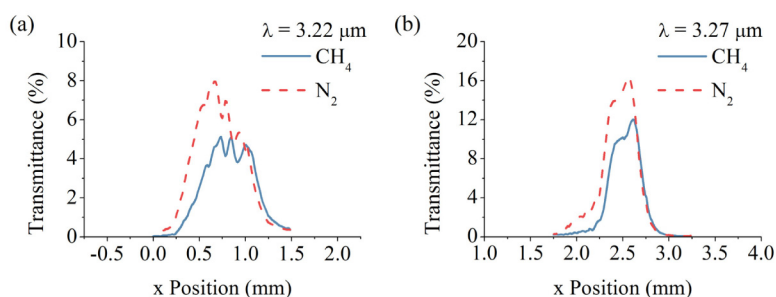 (a)
λ = 3.22 μm
CH₄
N₂
Transmittance (%)
10
8
6
4
2
0
-0.5 0.0 0.5 1.0 1.5 2.0
x Position (mm)
(b)
λ = 3.27 μm
CH₄
N₂
Transmittance (%)
20
16
12
8
4
0
1.0 1.5 2.0 2.5 3.0 3.5 4.0
x Position (mm)